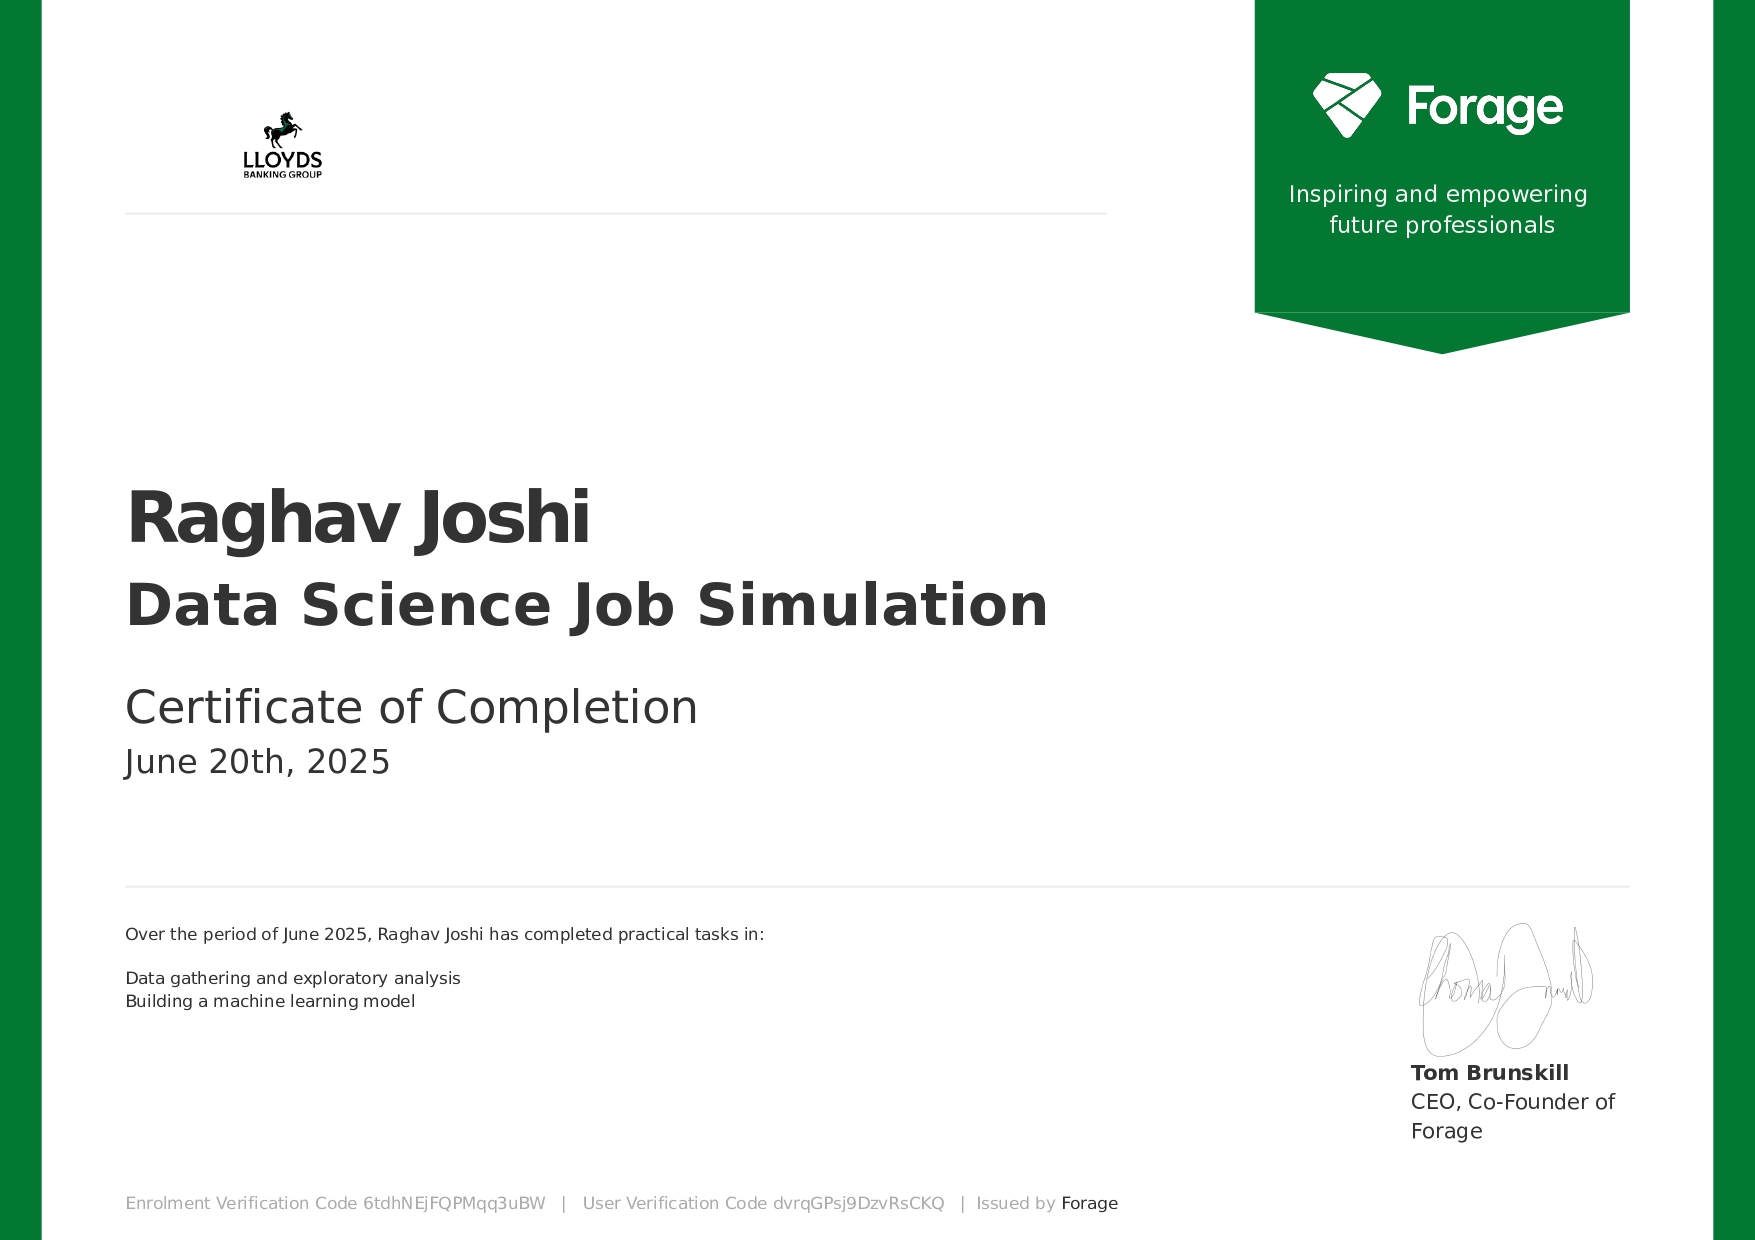 LLOYDS
BANKING GROUP
Forage
Inspiring and empowering
future professionals
Raghav Joshi
Data Science Job Simulation
Certificate of Completion
June 20th, 2025
Over the period of June 2025, Raghav Joshi has completed practical tasks in:
Data gathering and exploratory analysis
Building a machine learning model
Tom Brunskill
CEO, Co-Founder of
Forage
Enrolment Verification Code 6tdhNEjFQPMqq3uBW | User Verification Code dvrqGPsj9DzvRsCKQ | Issued by Forage